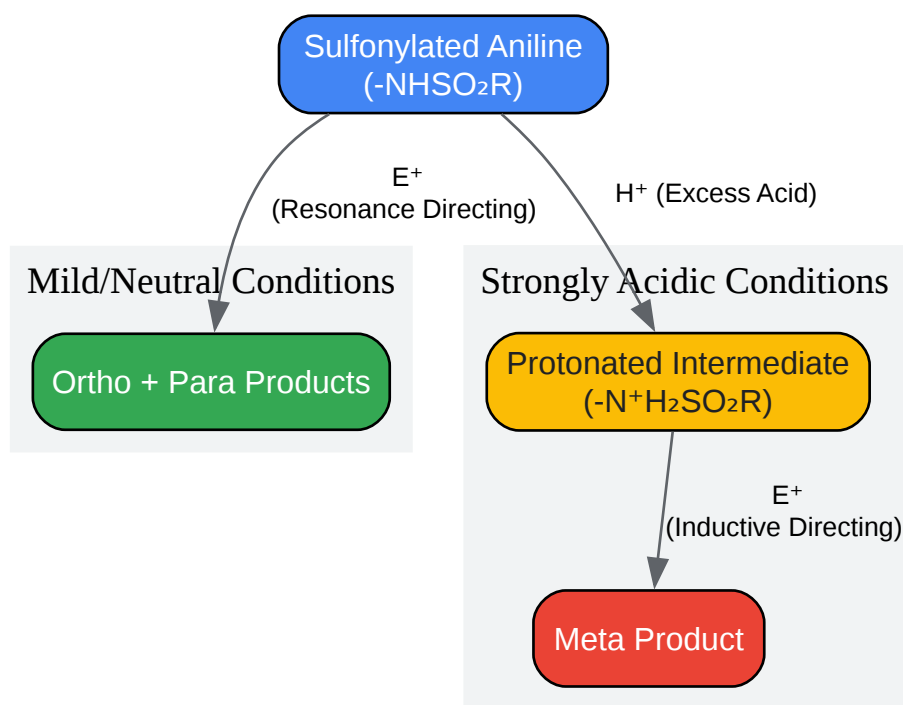 Sulfonylated Aniline
(-NHSO₂R)
E⁺
(Resonance Directing)
H⁺ (Excess Acid)
Mild/Neutral Conditions
Strongly Acidic Conditions
Ortho + Para Products
Protonated Intermediate
(-N⁺H₂SO₂R)
E⁺
(Inductive Directing)
Meta Product